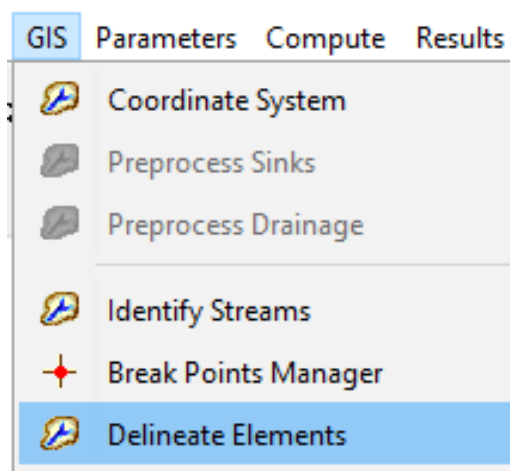 GIS Parameters Compute Results
Coordinate System
Preprocess Sinks
Preprocess Drainage
Identify Streams
Break Points Manager
Delineate Elements